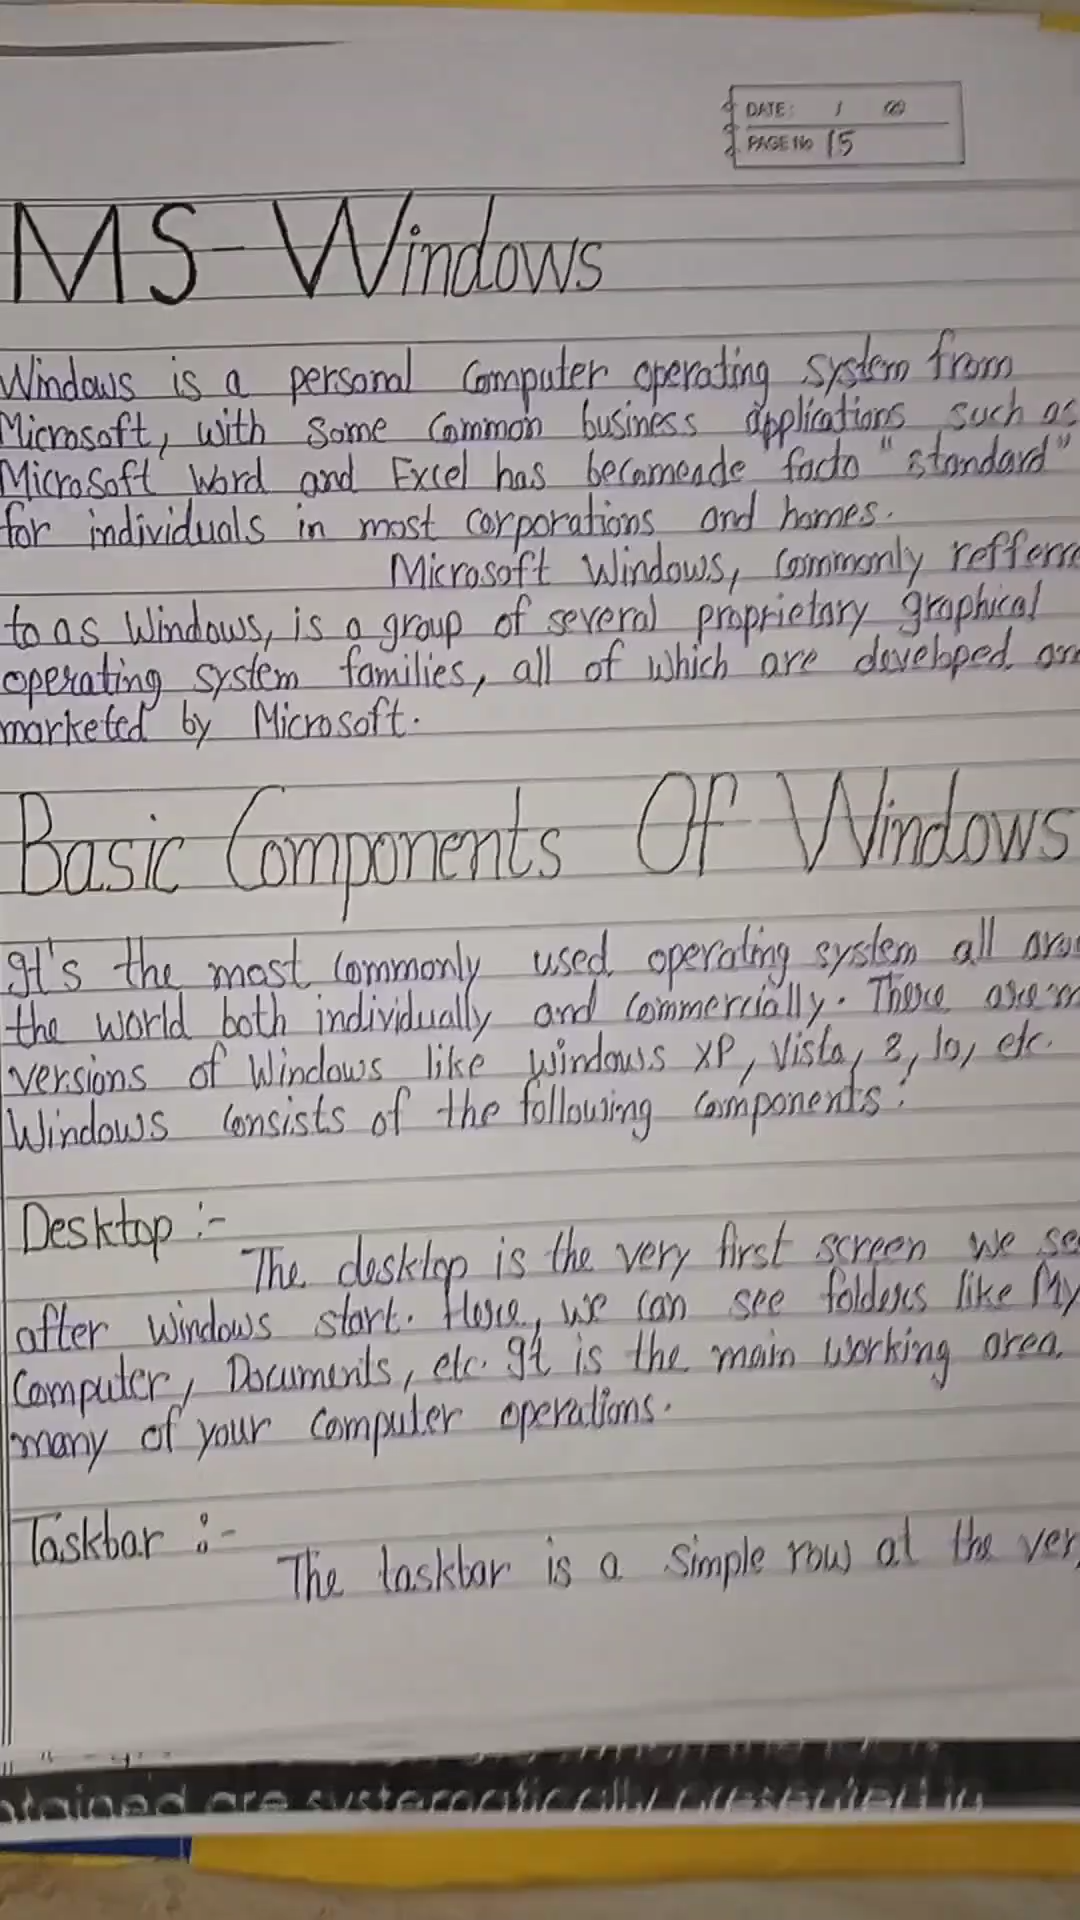 DATE: /
PAGE No 15
MS-Windows
Windows is a personal Computer operating system from
Microsoft, with some Common business applications such as
Microsoft Word and Excel has becomeade facto "standard"
for individuals in most corporations and homes.
Microsoft Windows, Commonly refferre
to as Windows, is a group of several proprietary graphical
operating system families, all of which are developed an
marketed by Microsoft.
Basic Components Of Windows
It's the most Commonly used operating system all aro
the world both individually and Commercially. There are m
versions of Windows like Windows XP, Vista, 8, 10, etc.
Windows Consists of the following Components:
Desktop :-
The desktop is the very first screen we se
after Windows start. Here, we can see folders like My
Computer, Documents, etc. It is the main working area
many of your Computer operations.
Taskbar :-
The taskbar is a simple row at the ver
ntained are systematically presented in